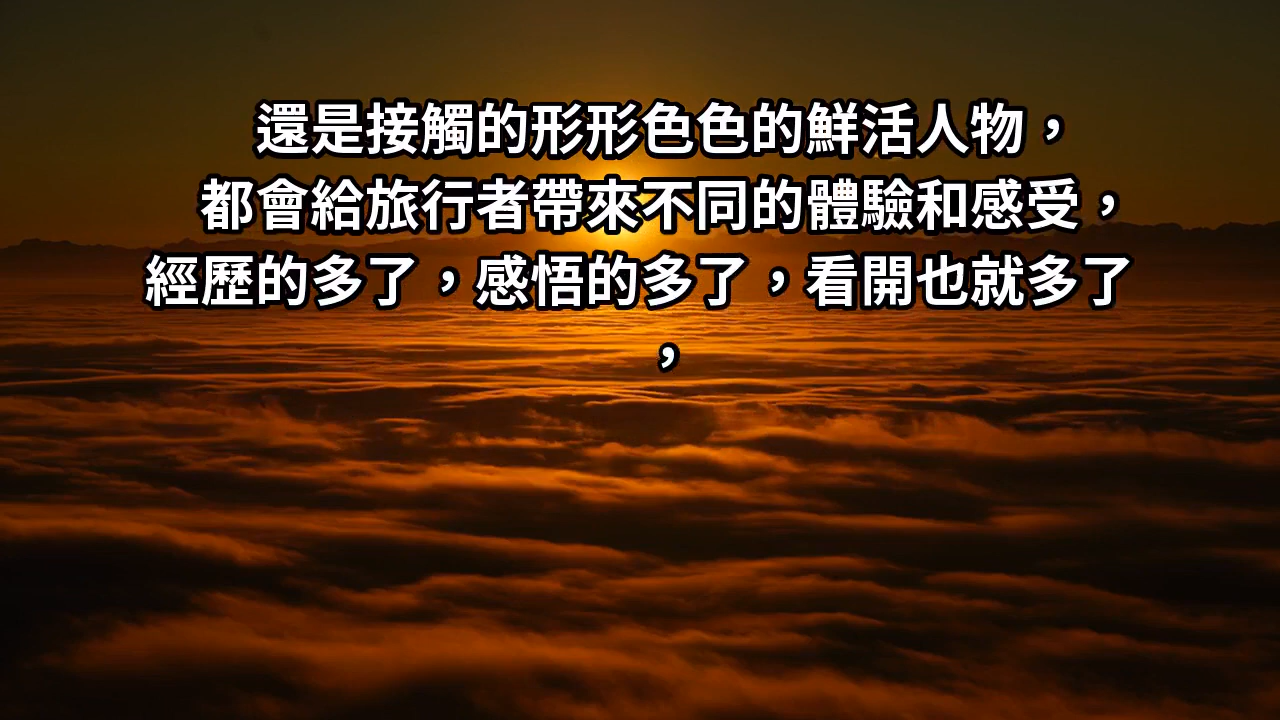 還是接觸的形形色色的鮮活人物，
都會給旅行者帶來不同的體驗和感受，
經歷的多了，感悟的多了，看開也就多了
，